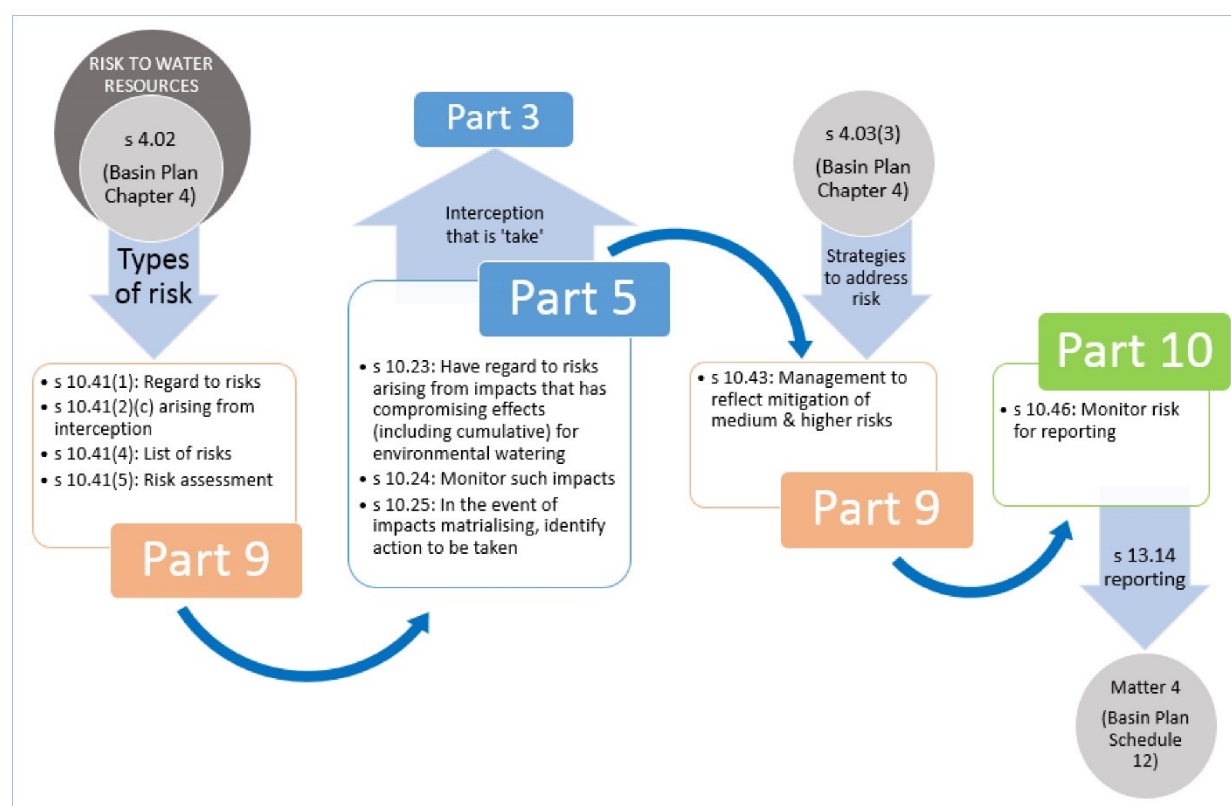 RISK TO WATER
RESOURCES
s 4.02
(Basin Plan
Chapter 4)
Types
of risk
• s 10.41(1): Regard to risks
• s 10.41(2)(c) arising from
interception
• s 10.41(4): List of risks
• s 10.41(5): Risk assessment
Part 9
Part 3
Interception
that is 'take'
Part 5
• s 10.23: Have regard to risks
arising from impacts that has
compromising effects
(including cumulative) for
environmental watering
• s 10.24: Monitor such impacts
• s 10.25: In the event of
impacts matrialising, identify
action to be taken
s 4.03(3)
(Basin Plan
Chapter 4)
Strategies
to address
risk
• s 10.43: Management to
reflect mitigation of
medium & higher risks
Part 9
Part 10
• s 10.46: Monitor risk
for reporting
s 13.14
reporting
Matter 4
(Basin Plan
Schedule
12)